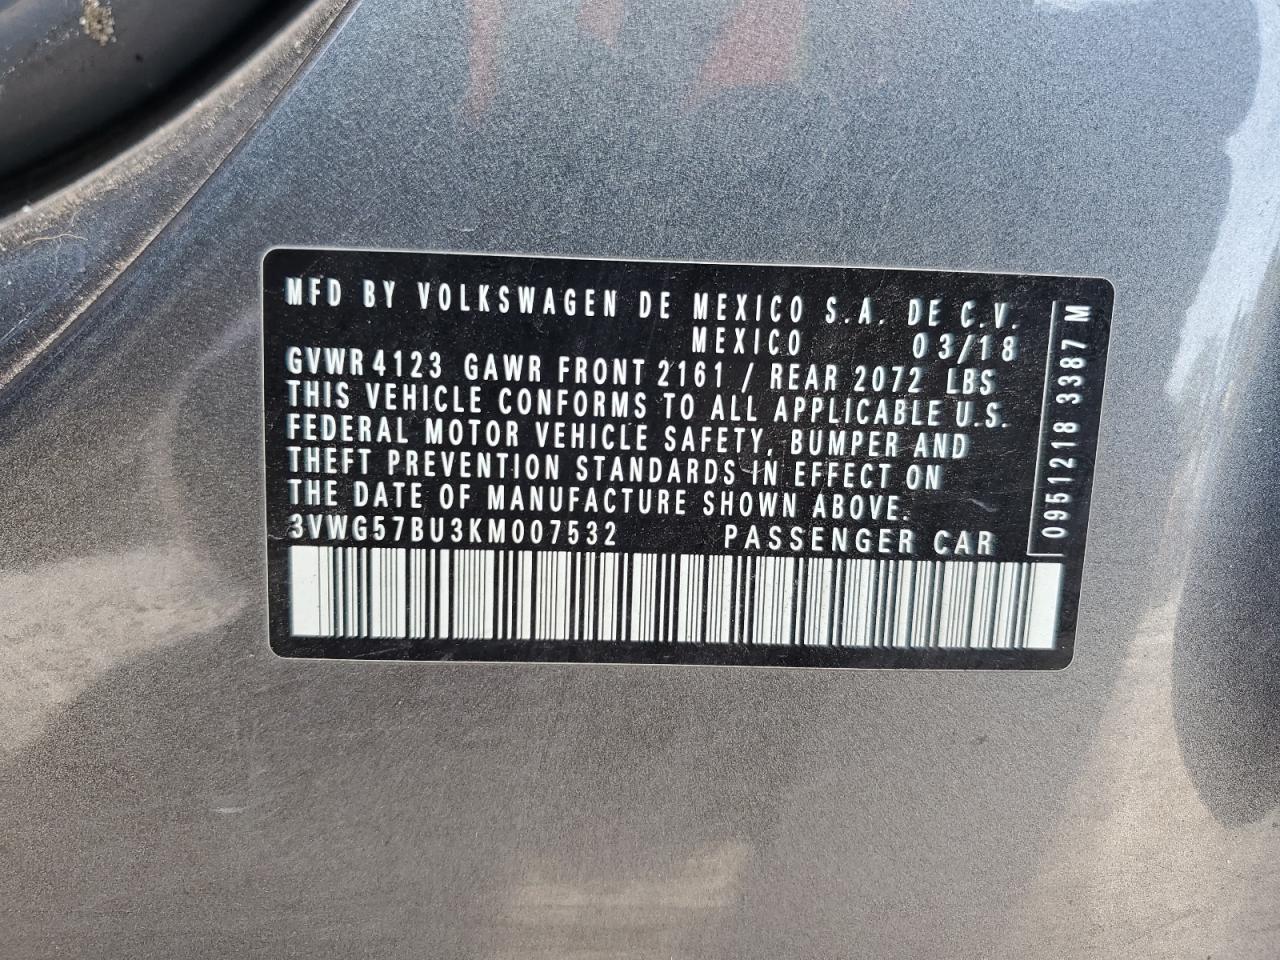 MFD BY VOLKSWAGEN DE MEXICO S.A. DE C.V.
MEXICO 03/18
GVWR 4123 GAWR FRONT 2161 / REAR 2072 LBS
THIS VEHICLE CONFORMS TO ALL APPLICABLE U.S.
FEDERAL MOTOR VEHICLE SAFETY, BUMPER AND
THEFT PREVENTION STANDARDS IN EFFECT ON
THE DATE OF MANUFACTURE SHOWN ABOVE.
3VWG57BU3KM007532 PASSENGER CAR
0951218 3387 M